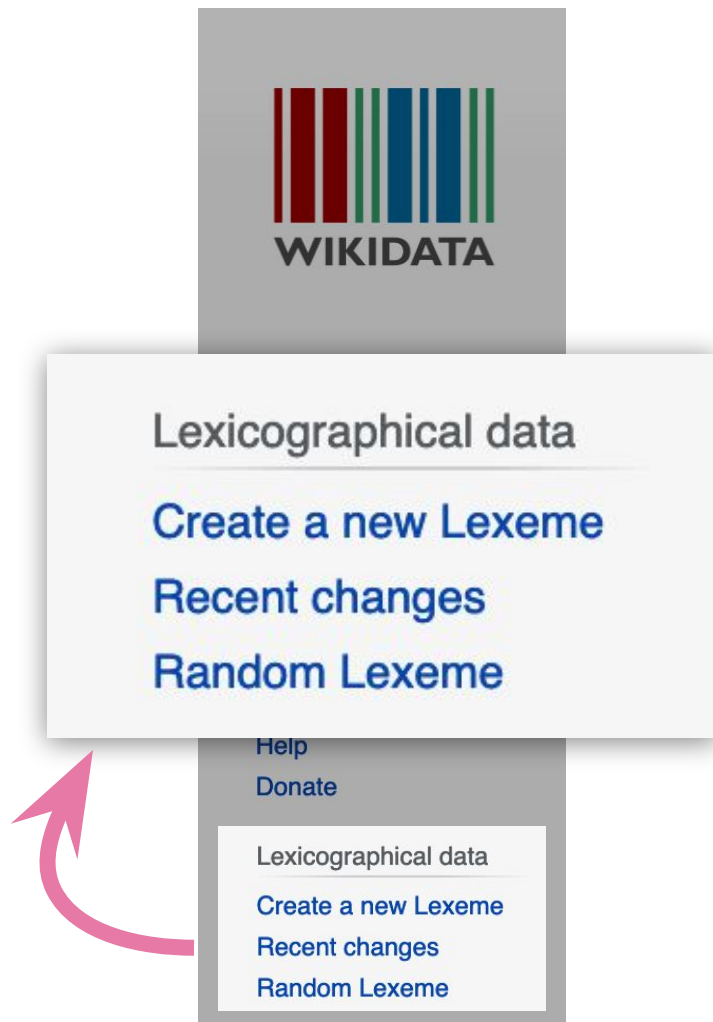 WIKIDATA
Lexicographical data
Create a new Lexeme
Recent changes
Random Lexeme
Help
Donate
Lexicographical data
Create a new Lexeme
Recent changes
Random Lexeme